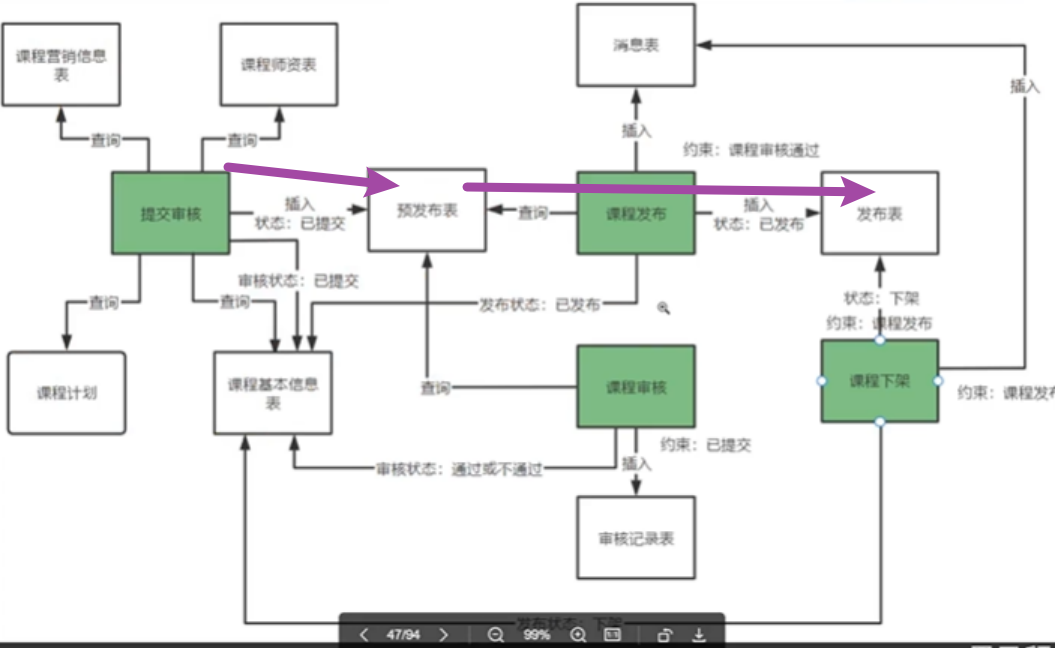 课程营销信息
表
课程师资表
消息表
插入
查询
查询
插入
约束：课程审核通过
提交审核
插入
状态：已提交
预发布表
查询
课程发布
插入
状态：已发布
发布表
审核状态：已提交
查询
查询
发布状态：已发布
状态：下架
约束：课程发布
课程计划
课程基本信息
表
查询
课程审核
课程下架
约束：课程发布
约束：已提交
审核状态：通过或不通过
插入
审核记录表
发布状态：下架
47/94
99%
1:1